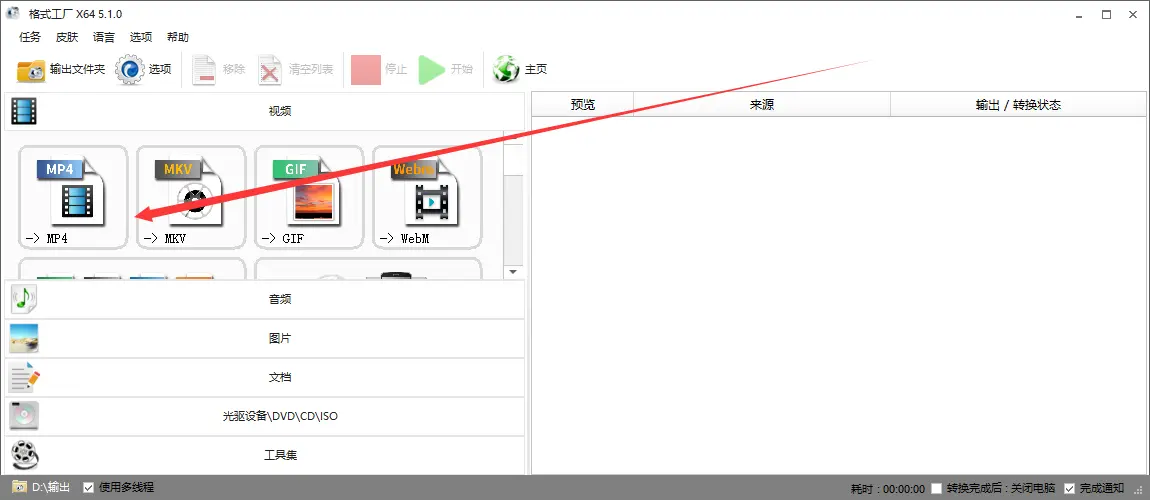 格式工厂 X64 5.1.0
任务 皮肤 语言 选项 帮助
输出文件夹 选项 移除 清空列表 停止 开始 主页
视频
预览 来源 输出 / 转换状态
MP4 MKV GIF WebM
-> MP4 -> MKV -> GIF -> WebM
音频
图片
文档
光驱设备\DVD\CD\ISO
工具集
D:\输出 使用多线程 耗时 : 00:00:00 转换完成后 : 关闭电脑 完成通知